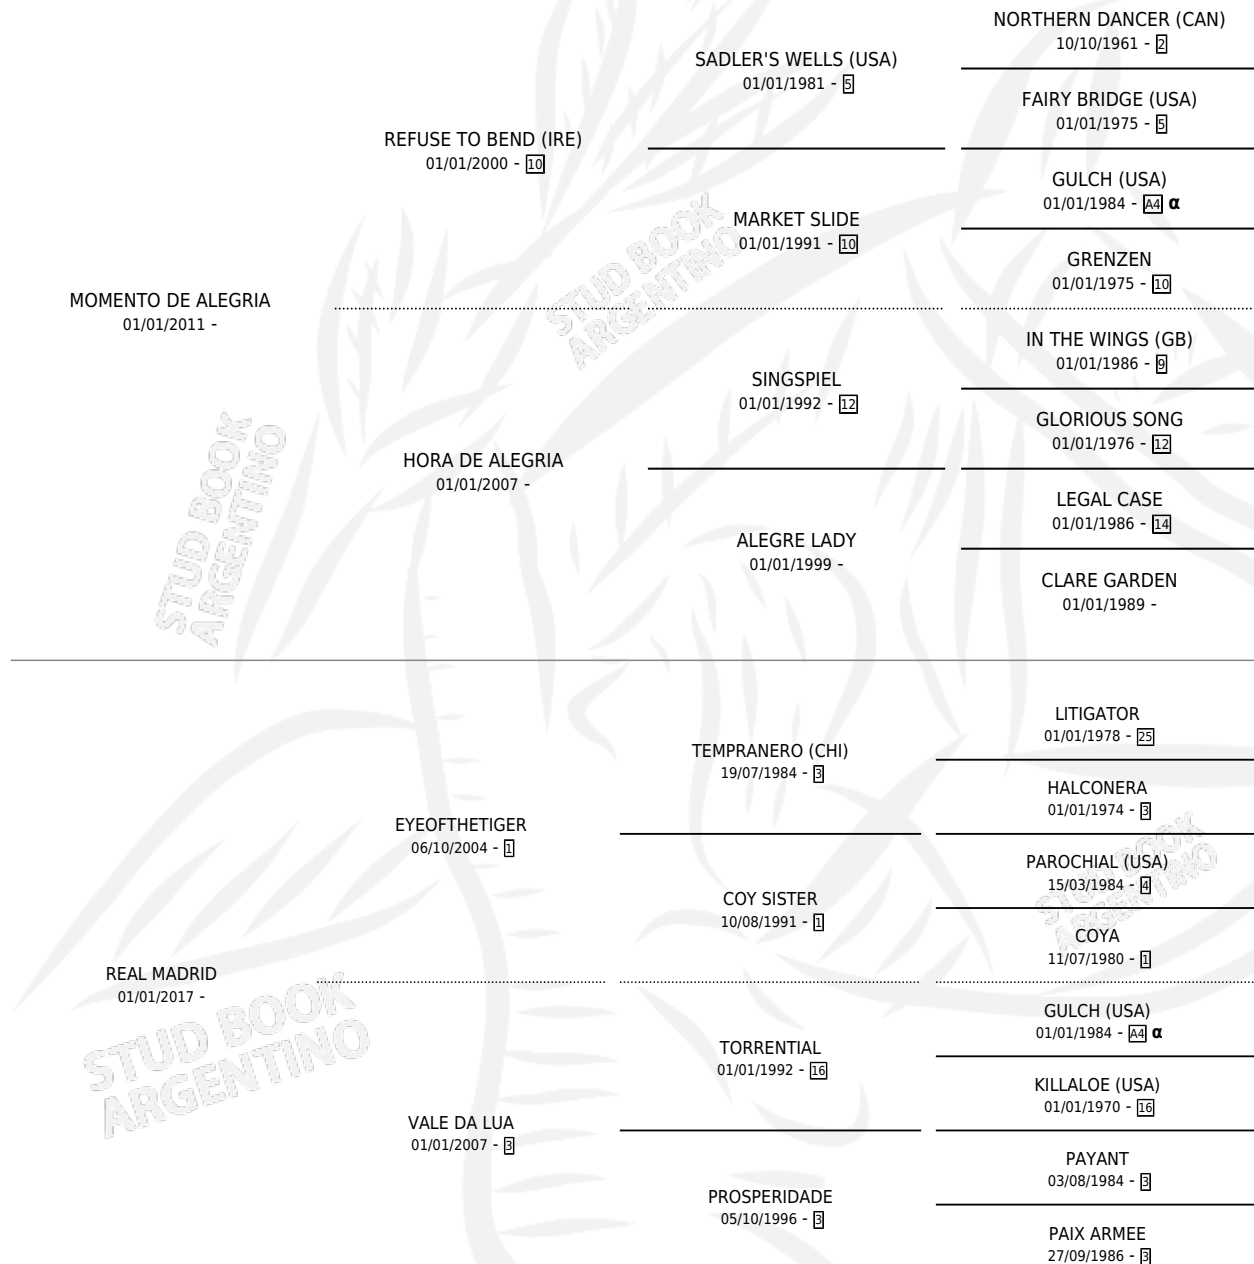 NORTHERN DANCER (CAN)
10/10/1961 - 2
SADLER'S WELLS (USA)
01/01/1981 - 5
FAIRY BRIDGE (USA)
01/01/1975 - 5
REFUSE TO BEND (IRE)
01/01/2000 - 10
GULCH (USA)
01/01/1984 - A4 α
MARKET SLIDE
01/01/1991 - 10
GRENZEN
01/01/1975 - 10
MOMENTO DE ALEGRIA
01/01/2011 -
IN THE WINGS (GB)
01/01/1986 - 9
SINGSPIEL
01/01/1992 - 12
GLORIOUS SONG
01/01/1976 - 12
HORA DE ALEGRIA
01/01/2007 -
LEGAL CASE
01/01/1986 - 14
ALEGRE LADY
01/01/1999 -
CLARE GARDEN
01/01/1989 -
LITIGATOR
01/01/1978 - 25
TEMPRANERO (CHI)
19/07/1984 - 3
HALCONERA
01/01/1974 - 3
EYEOFTHETIGER
06/10/2004 - 1
PAROCHIAL (USA)
15/03/1984 - 4
COY SISTER
10/08/1991 - 1
COYA
11/07/1980 - 1
REAL MADRID
01/01/2017 -
GULCH (USA)
01/01/1984 - A4 α
TORRENTIAL
01/01/1992 - 16
KILLALOE (USA)
01/01/1970 - 16
VALE DA LUA
01/01/2007 - 3
PAYANT
03/08/1984 - 3
PROSPERIDADE
05/10/1996 - 3
PAIX ARMEE
27/09/1986 - 3
STUD BOOK
ARGENTINO
STUD BOOK
ARGENTINO
STUD BOOK
ARGENTINO
STUD BOOK
ARGENTINO